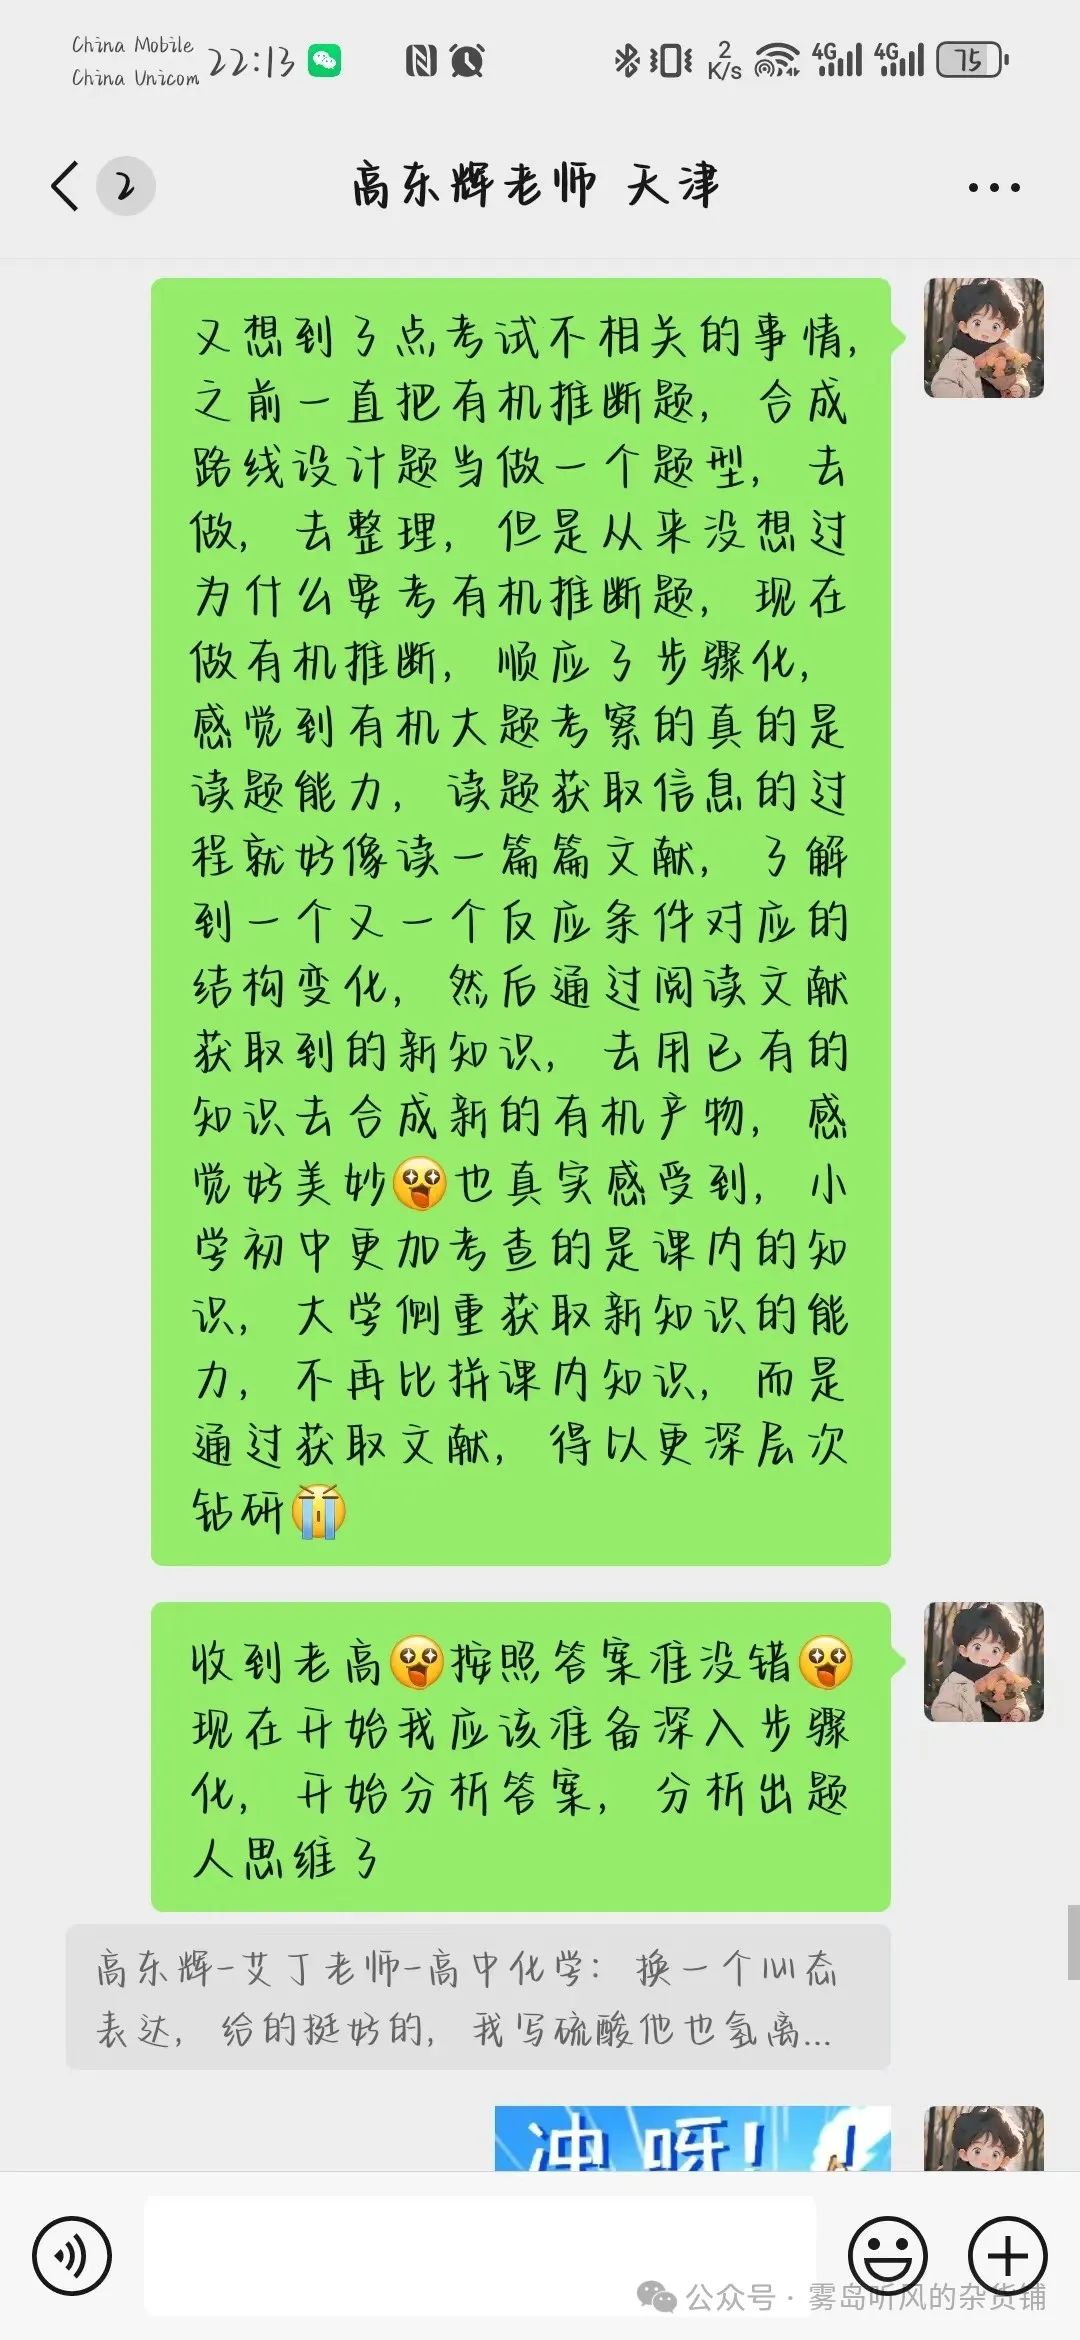 China Mobile
China Unicom
22:13
2
K/s
4G
4G
75
2
高东辉老师 天津
又想到了点考试不相关的事情，
之前一直把有机推断题，合成
路线设计题当做一个题型，去
做，去整理，但是从来没想过
为什么要考有机推断题，现在
做有机推断，顺应了步骤化，
感觉到有机大题考察的真的是
读题能力，读题获取信息的过
程就好像读一篇篇文献，了解
到一个又一个反应条件对应的
结构变化，然后通过阅读文献
获取到的新知识，去用已有的
知识去合成新的有机产物，感
觉好美妙🤩也真实感受到，小
学初中更加考查的是课内的知
识，大学侧重获取新知识的能
力，不再比拼课内知识，而是
通过获取文献，得以更深层次
钻研😭
收到老高🤩按照答案准没错🤩
现在开始我应该准备深入步骤
化，开始分析答案，分析出题
人思维了
高东辉-艾丁老师-高中化学：换一个心态
表达，给的挺好的，我写硫酸他也氢离...
冲呀!
公众号 · 雾岛听风的杂货铺